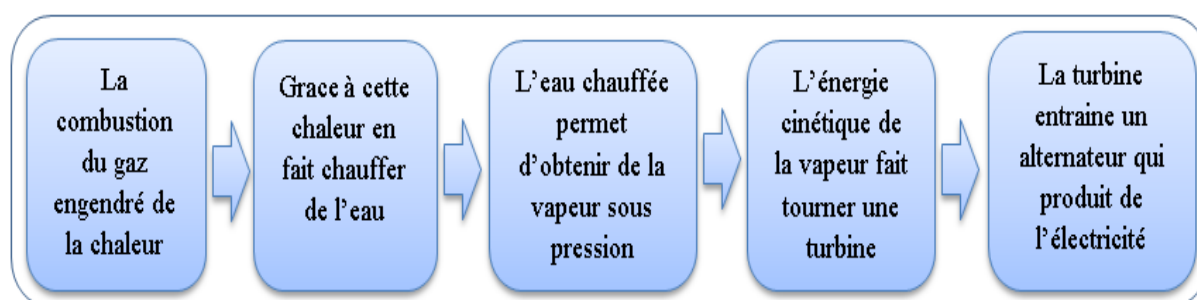 La
combustion
du gaz
engendré de
la chaleur
Grace à cette
chaleur en
fait chauffer
de l'eau
L'eau chauffée
permet
d'obtenir de la
vapeur sous
pression
L'énergie
cinétique de
la vapeur fait
tourner une
turbine
La turbine
entraine un
alternateur qui
produit de
l'électricité